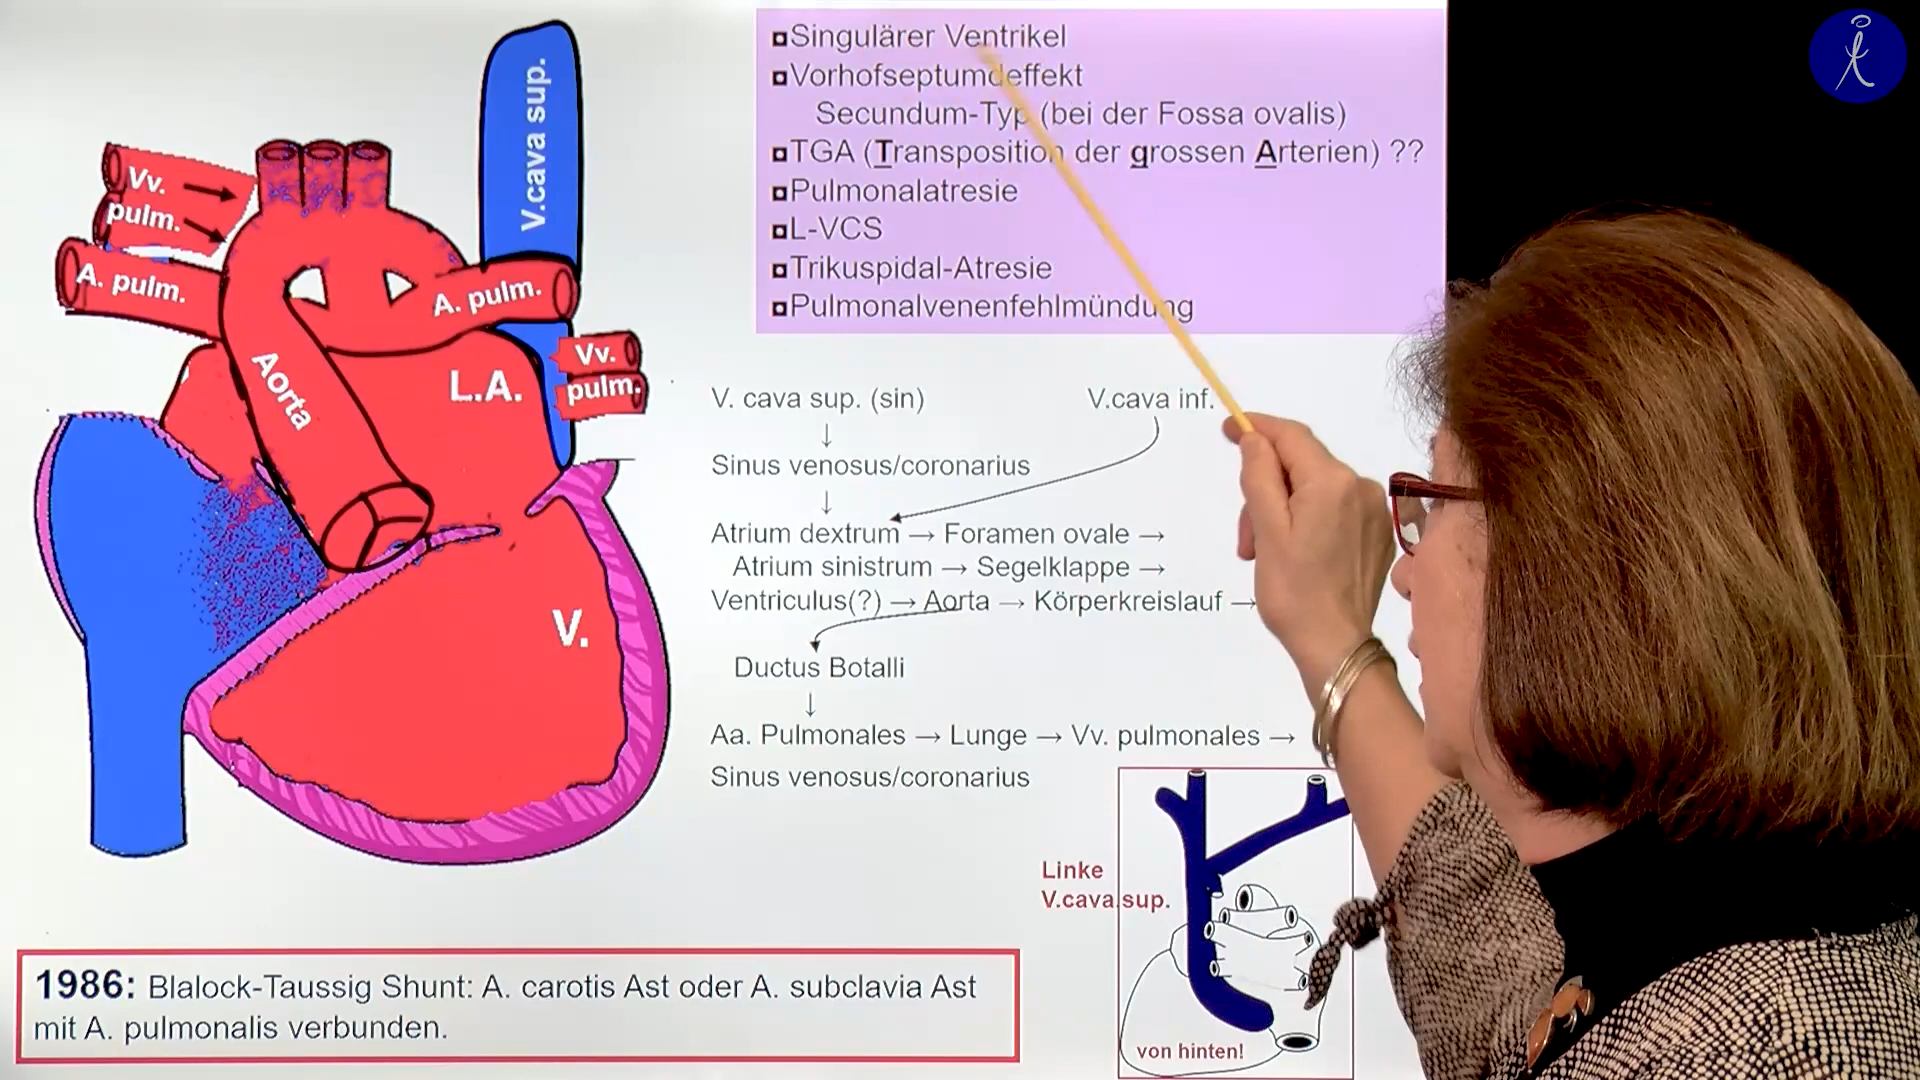 V.cava sup.
Vv.
pulm.
A. pulm.
A. pulm.
Aorta
L.A.
Vv.
pulm.
V.
◘Singulärer Ventrikel
◘Vorhofseptumdeffekt
Secundum-Typ (bei der Fossa ovalis)
◘TGA (Transposition der grossen Arterien) ??
◘Pulmonalatresie
◘L-VCS
◘Trikuspidal-Atresie
◘Pulmonalvenenfehlmündung
V. cava sup. (sin) V.cava inf.
↓
Sinus venosus/coronarius
↓
Atrium dextrum → Foramen ovale →
Atrium sinistrum → Segelklappe →
Ventriculus(?) → Aorta → Körperkreislauf →
Ductus Botalli
↓
Aa. Pulmonales → Lunge → Vv. pulmonales →
Sinus venosus/coronarius
Linke
V.cava.sup.
von hinten!
1986: Blalock-Taussig Shunt: A. carotis Ast oder A. subclavia Ast
mit A. pulmonalis verbunden.